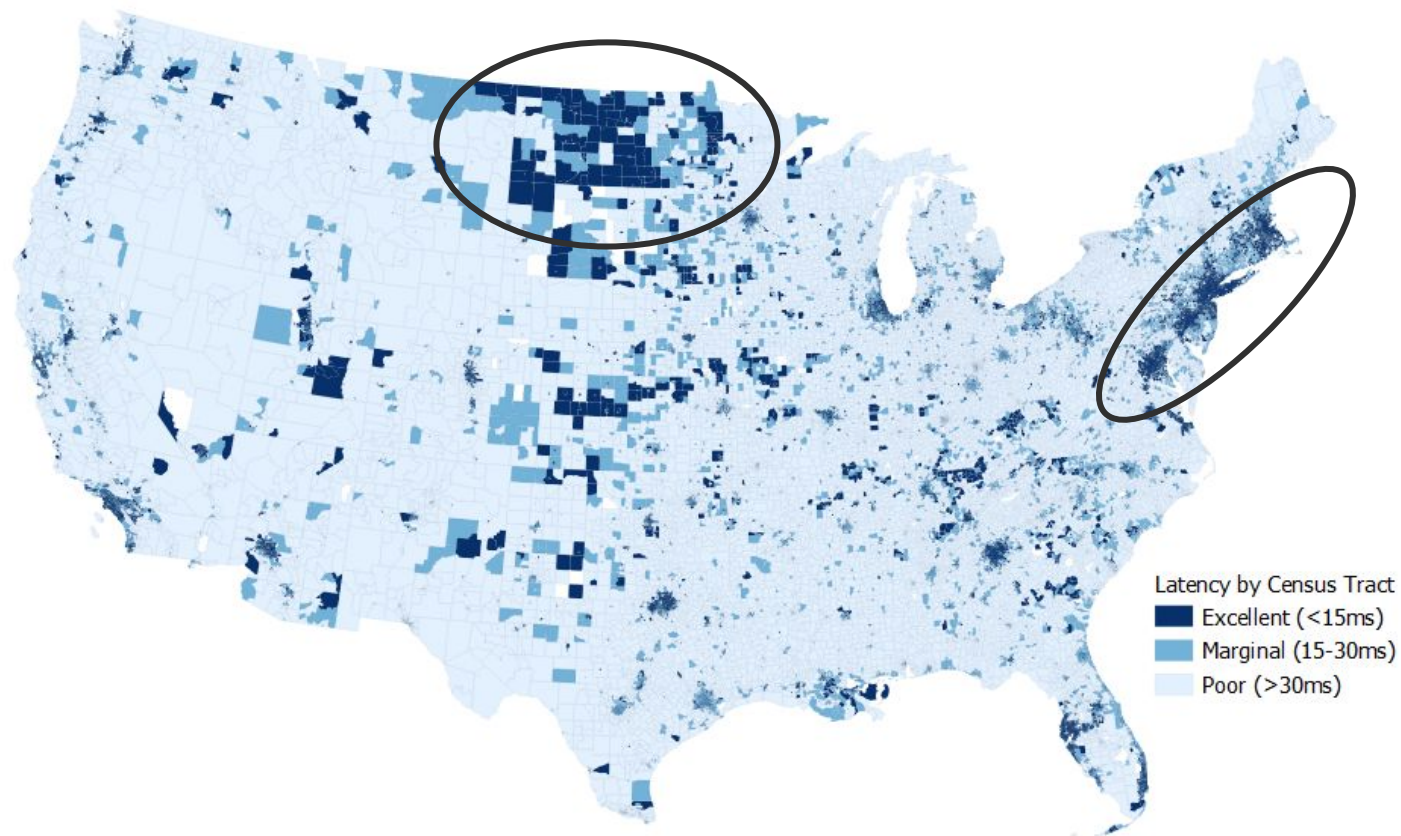 Latency by Census Tract
Excellent (<15ms)
Marginal (15-30ms)
Poor (>30ms)